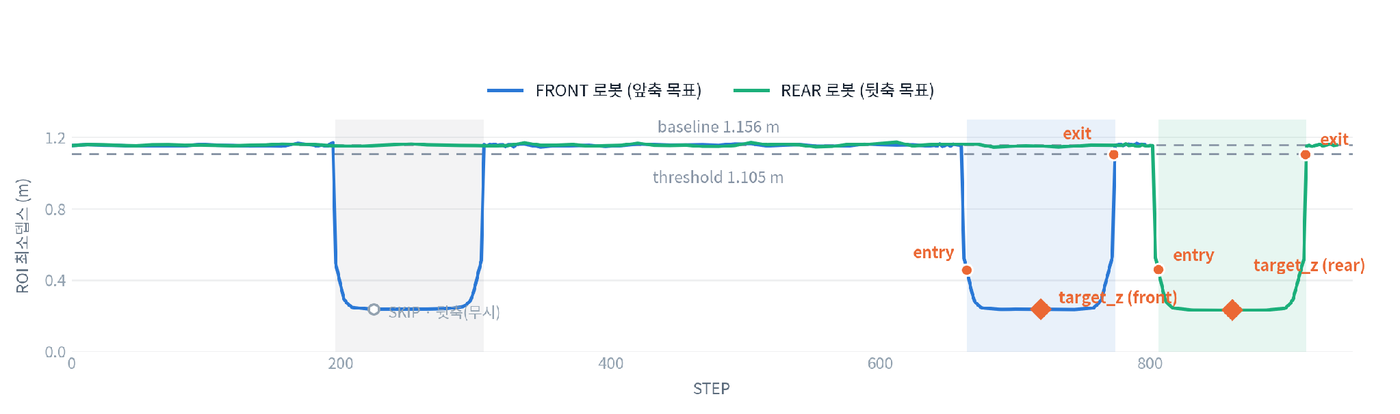 FRONT 로봇 (앞축 목표)
REAR 로봇 (뒷축 목표)
baseline 1.156 m
threshold 1.105 m
exit
exit
entry
entry
target_z (front)
target_z (rear)
SKIP · 뒷축(무시)
ROI 최소뎁스 (m)
1.2
0.8
0.4
0.0
0
200
400
600
800
STEP